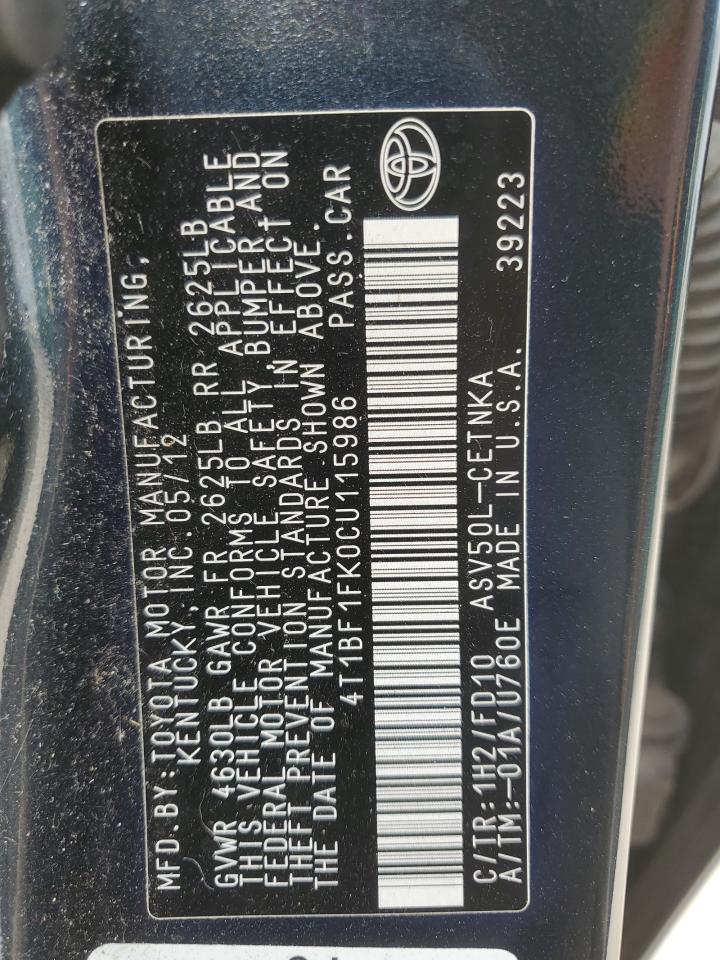 MFD.BY:TOYOTA MOTOR MANUFACTURING,
KENTUCKY, INC.05/12
GVWR 4630LB GAWR FR 2625LB RR 2625LB
THIS VEHICLE CONFORMS TO ALL APPLICABLE
FEDERAL MOTOR VEHICLE SAFETY BUMPER AND
THEFT PREVENTION STANDARDS IN EFFECT ON
THE DATE OF MANUFACTURE SHOWN ABOVE.
4T1BF1FK0CU115986 PASS.CAR
C/TR:1H2/FD10 ASV50L-CETNKA
A/TM:-01A/U760E MADE IN U.S.A. 39223